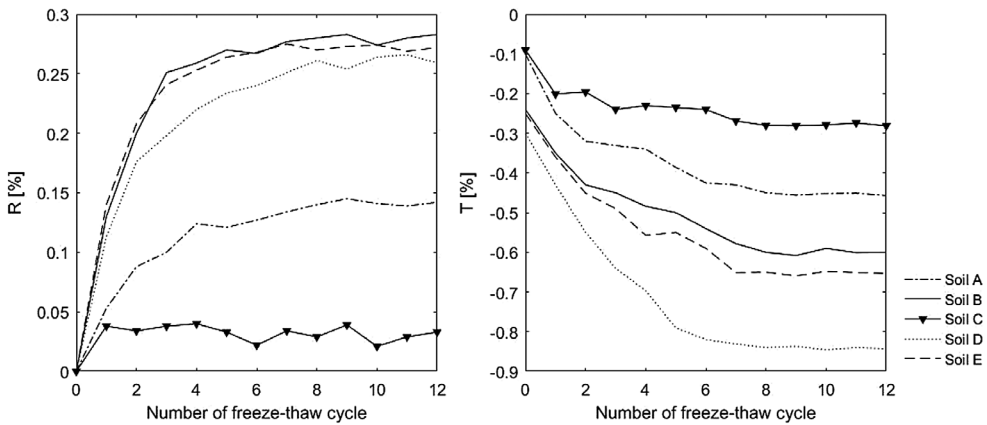 0.3
0.25
0.2
0.15
0.1
0.05
0
R [%]
0 2 4 6 8 10 12
Number of freeze-thaw cycle
-0
-0.1
-0.2
-0.3
-0.4
-0.5
-0.6
-0.7
-0.8
-0.9
T [%]
0 2 4 6 8 10 12
Number of freeze-thaw cycle
Soil A
Soil B
Soil C
Soil D
Soil E